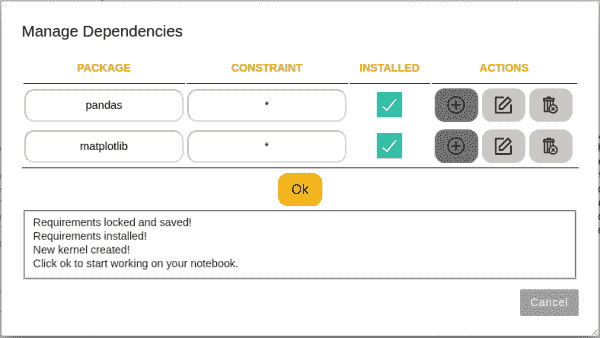 Manage Dependencies
PACKAGE CONSTRAINT INSTALLED ACTIONS
pandas *
matplotlib *
Ok
Requirements locked and saved!
Requirements installed!
New kernel created!
Click ok to start working on your notebook.
Cancel